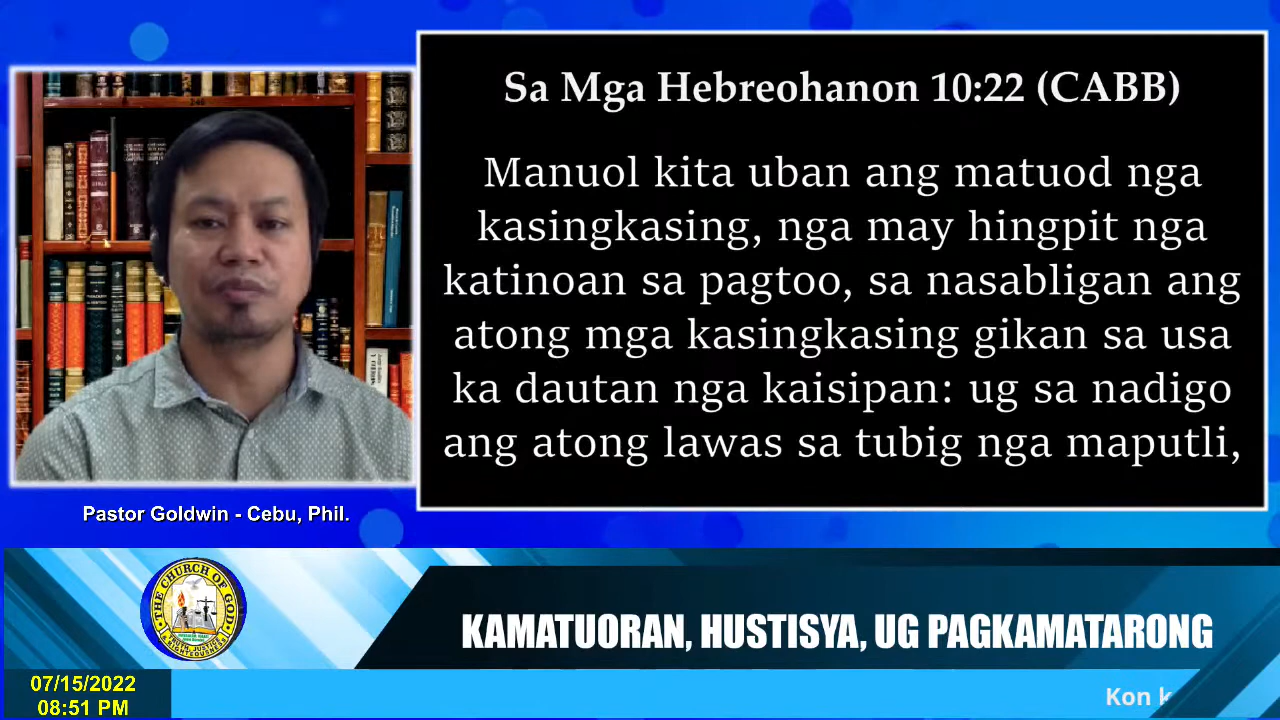 Sa Mga Hebreohanon 10:22 (CABB)
Manuol kita uban ang matuod nga
kasingkasing, nga may hingpit nga
katinoan sa pagtoo, sa nasabligan ang
atong mga kasingkasing gikan sa usa
ka dautan nga kaisipan: ug sa nadigo
ang atong lawas sa tubig nga maputli,
Pastor Goldwin - Cebu, Phil.
THE CHURCH OF GOD
TRUTH, JUSTICE
RIGHTEOUSNESS
KAMATUORAN, HUSTISYA, UG PAGKAMATARONG
07/15/2022
08:51 PM
Kon